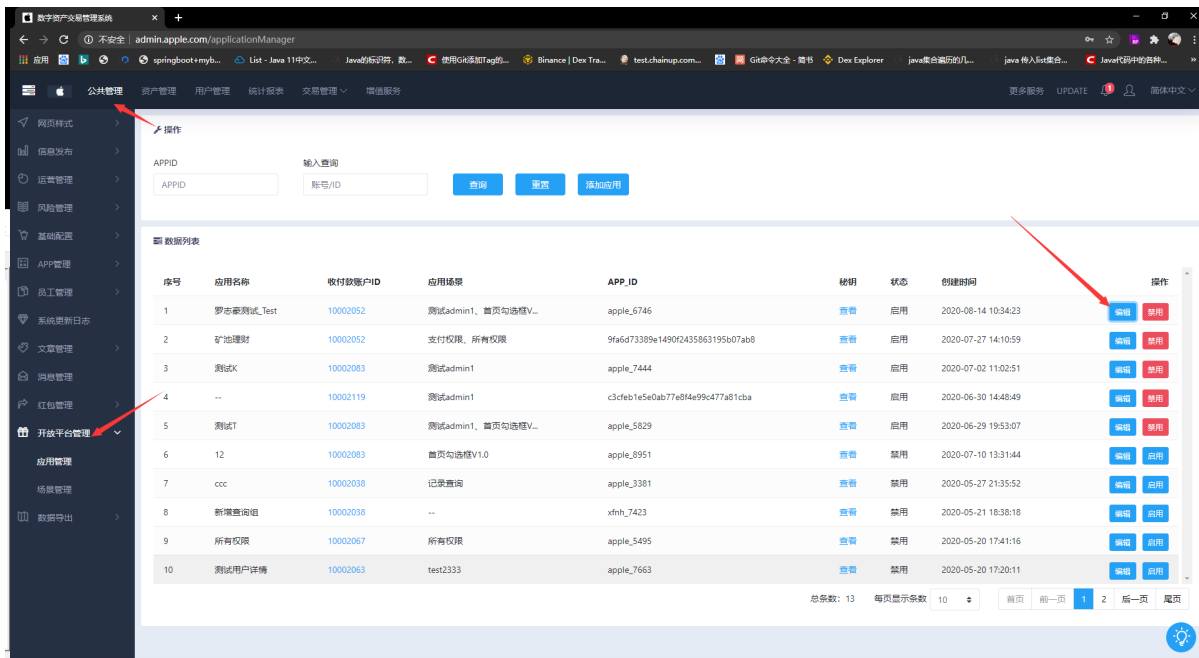 数字资产交易管理系统
不安全 admin.apple.com/applicationManager
应用 springboot+myb... List - Java 11中文... Java的标识符, 数... 使用Git添加Tag的... Binance | Dex Tra... test.chainup.com... Git命令大全 - 简书 Dex Explorer java集合遍历的几... java 传入list集合... Java代码中的各种... »
公共管理 资产管理 用户管理 统计报表 交易管理 增值服务 更多服务 UPDATE 1 简体中文
网页样式
信息发布
运营管理
风险管理
基础配置
APP管理
员工管理
系统更新日志
文章管理
消息管理
红包管理
开放平台管理
应用管理
场景管理
数据导出
操作
APPID 输入查询
APPID 账号/ID 查询 重置 添加应用
数据列表
序号 应用名称 收付款账户ID 应用场景 APP_ID 秘钥 状态 创建时间 操作
1 罗志豪测试_Test 10002052 测试admin1、首页勾选框V... apple_6746 查看 启用 2020-08-14 10:34:23 编辑 禁用
2 矿池理财 10002052 支付权限、所有权限 9fa6d73389e1490f2435863195b07ab8 查看 启用 2020-07-27 14:10:59 编辑 禁用
3 测试K 10002083 测试admin1 apple_7444 查看 启用 2020-07-02 11:02:51 编辑 禁用
4 -- 10002119 测试admin1 c3cfeb1e5e0ab77e8f4e99c477a81cba 查看 启用 2020-06-30 14:48:49 编辑 禁用
5 测试T 10002083 测试admin1、首页勾选框V... apple_5829 查看 启用 2020-06-29 19:53:07 编辑 禁用
6 12 10002083 首页勾选框V1.0 apple_8951 查看 禁用 2020-07-10 13:31:44 编辑 启用
7 ccc 10002038 记录查询 apple_3381 查看 禁用 2020-05-27 21:35:52 编辑 启用
8 新增查询组 10002038 -- xfnh_7423 查看 禁用 2020-05-21 18:38:18 编辑 启用
9 所有权限 10002067 所有权限 apple_5495 查看 禁用 2020-05-20 17:41:16 编辑 启用
10 测试用户详情 10002063 test2333 apple_7663 查看 禁用 2020-05-20 17:20:11 编辑 启用
总条数: 13 每页显示条数 10 首页 前一页 1 2 后一页 尾页